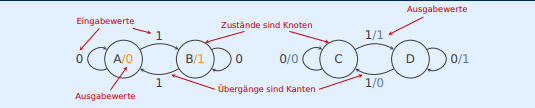 Ausgabewerte
Eingabewerte
Zustände sind Knoten
1
1/1
0
A/0
B/1
0
0/0
C
D
0/1
1
1/0
Ausgabewerte
Übergänge sind Kanten